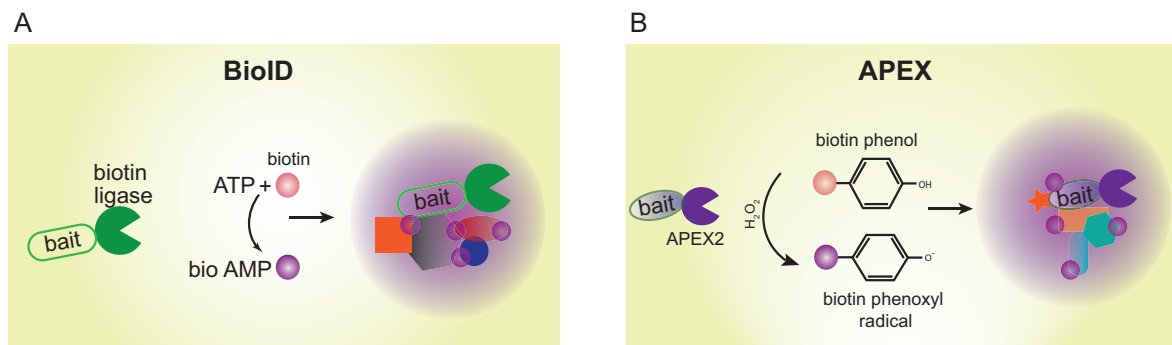 A
BioID
biotin
ligase
bait
biotin
ATP +
bio AMP
bait
B
APEX
bait
APEX2
H2O2
biotin phenol
OH
O-
biotin phenoxyl
radical
bait